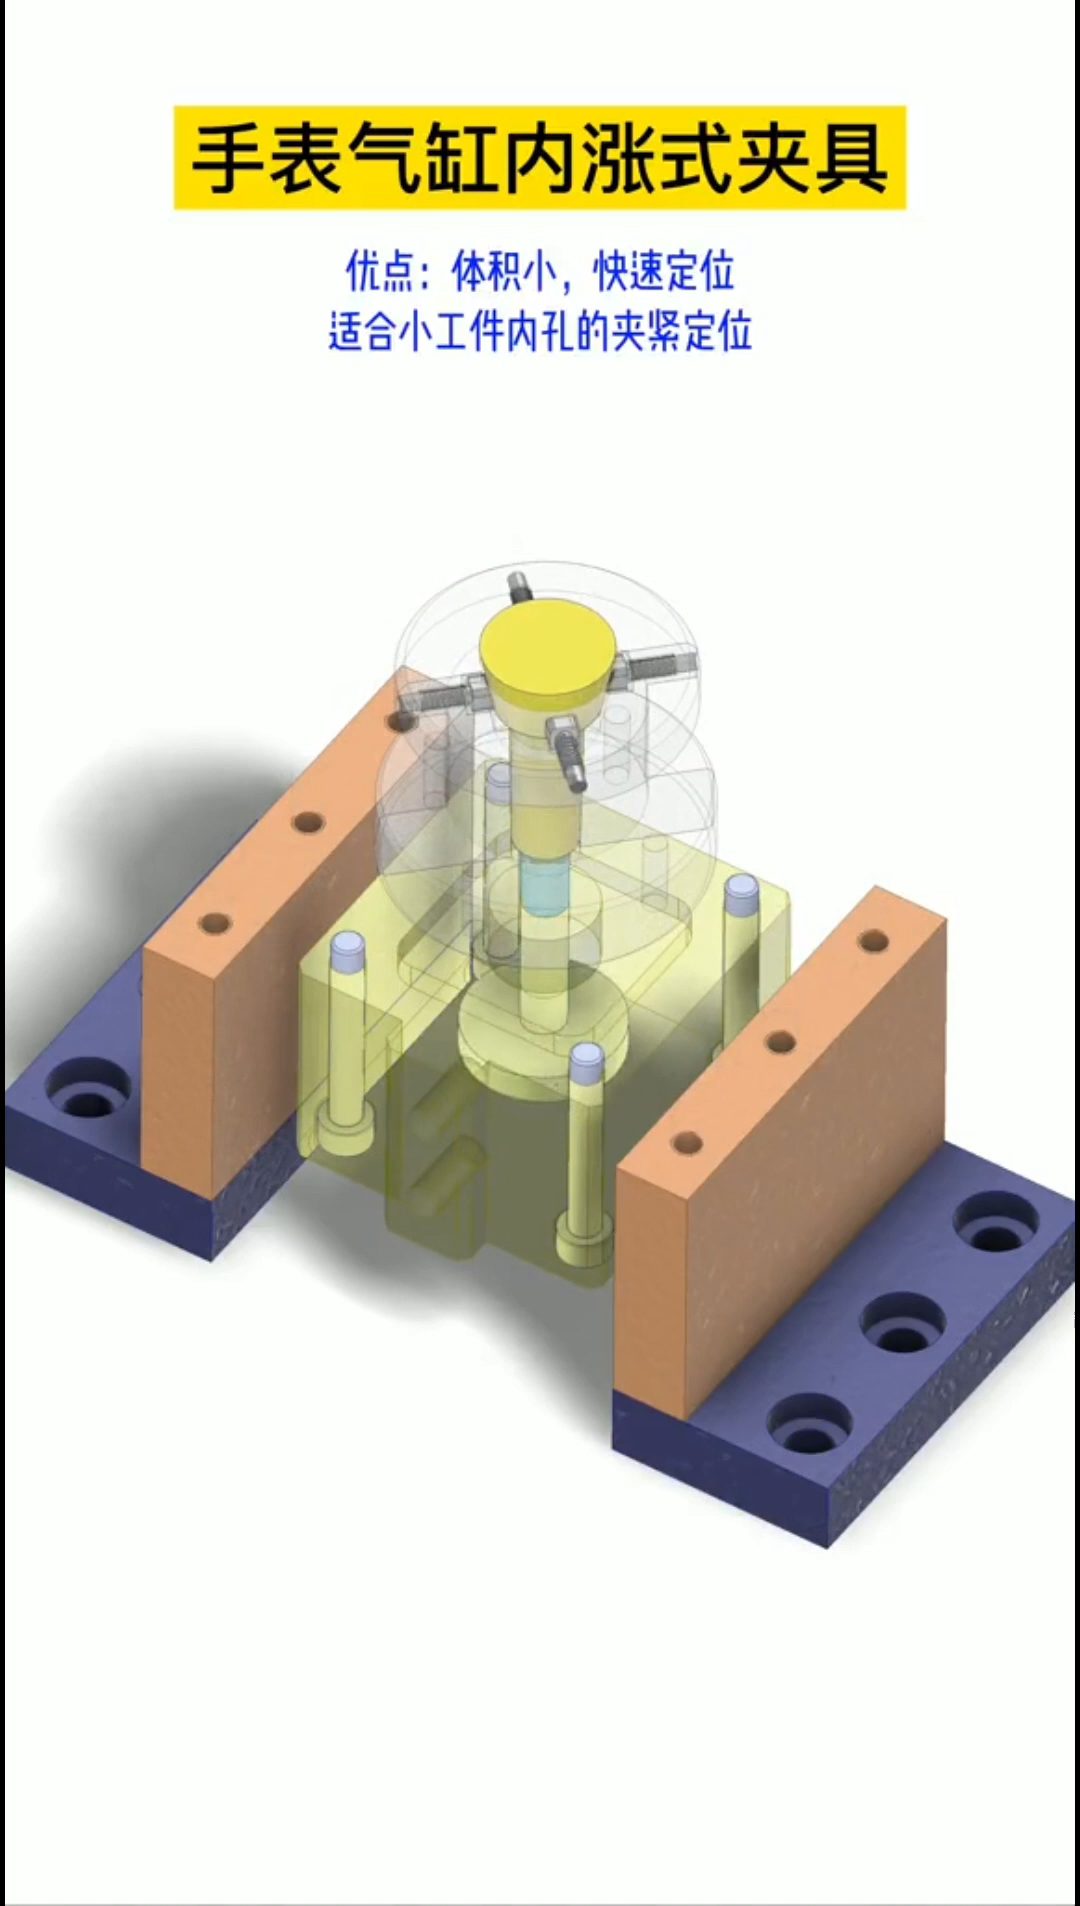 手表气缸内涨式夹具
优点：体积小，快速定位
适合小工件内孔的夹紧定位